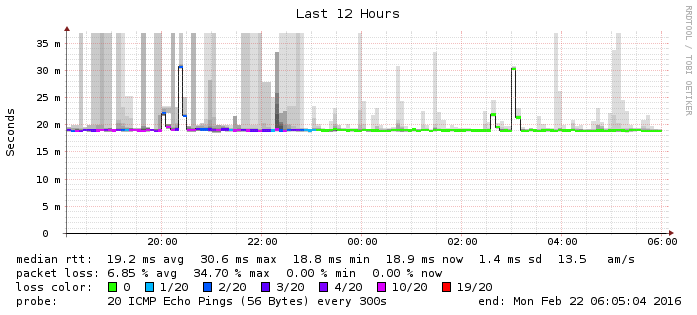 Last 12 Hours
RRDTOOL / TOBI OETIKER
Seconds
35 m
30 m
25 m
20 m
15 m
10 m
5 m
0
20:00 22:00 00:00 02:00 04:00 06:00
median rtt: 19.2 ms avg 30.6 ms max 18.8 ms min 18.9 ms now 1.4 ms sd 13.5 am/s
packet loss: 6.85 % avg 34.70 % max 0.00 % min 0.00 % now
loss color: 0 1/20 2/20 3/20 4/20 10/20 19/20
probe: 20 ICMP Echo Pings (56 Bytes) every 300s end: Mon Feb 22 06:05:04 2016